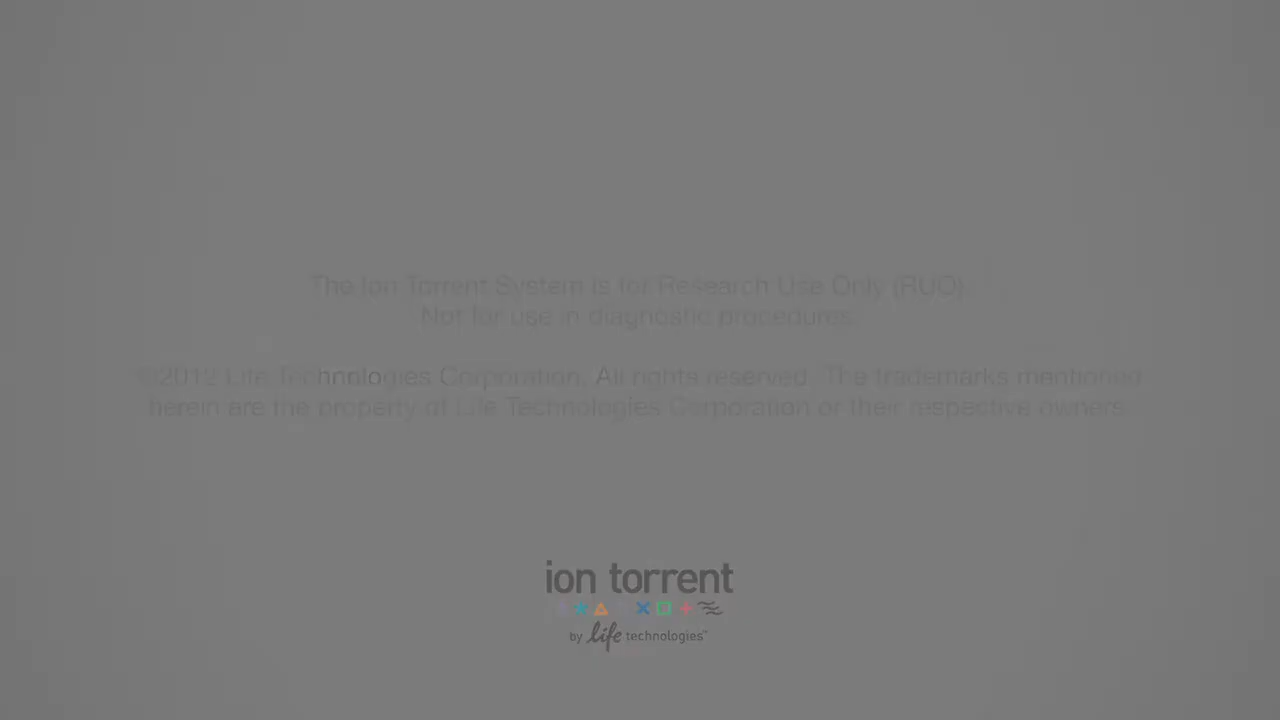 The Ion Torrent System is for Research Use Only (RUO).
Not for use in diagnostic procedures.
©2012 Life Technologies Corporation. All rights reserved. The trademarks mentioned
herein are the property of Life Technologies Corporation or their respective owners.
ion torrent
by life technologies™